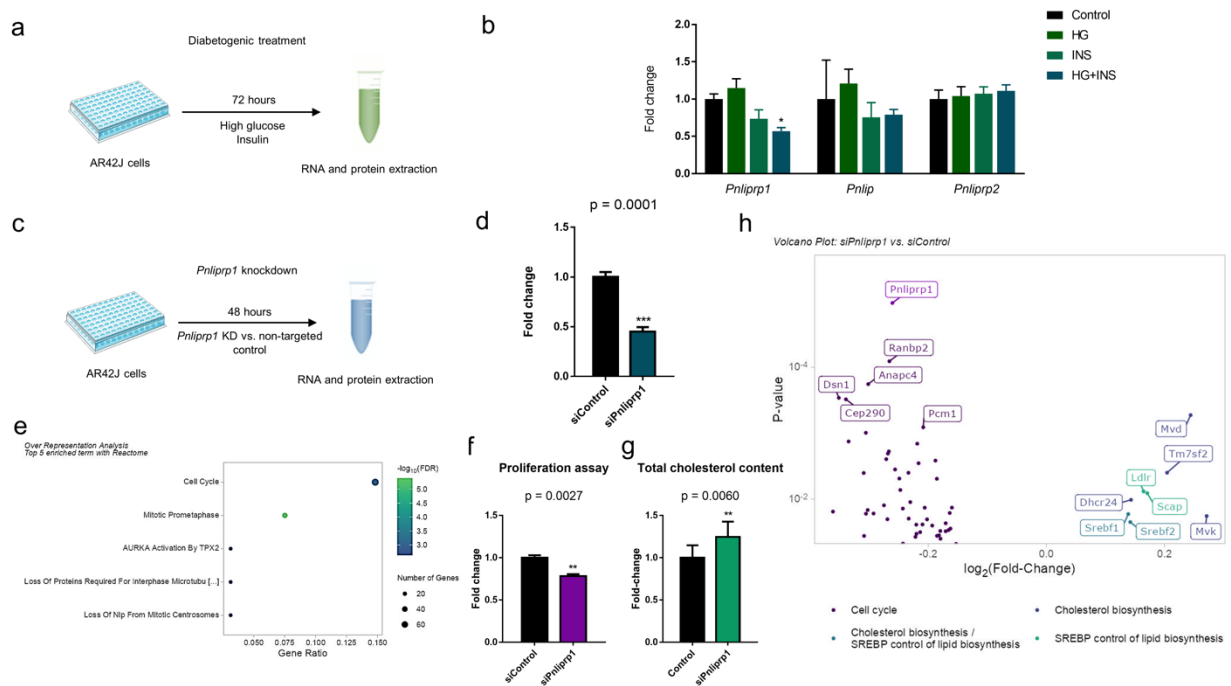 a
Diabetogenic treatment
72 hours
High glucose
Insulin
AR42J cells
RNA and protein extraction
b
Fold change
2.0
1.5
1.0
0.5
0.0
*
Pnliprp1
Pnlip
Pnliprp2
Control
HG
INS
HG+INS
c
Pnliprp1 knockdown
48 hours
Pnliprp1 KD vs. non-targeted
control
AR42J cells
RNA and protein extraction
d
p = 0.0001
Fold change
1.5
1.0
0.5
0.0
***
siControl
siPnliprp1
e
Over Representation Analysis
Top 5 enriched term with Reactome
Cell Cycle
Mitotic Prometaphase
AURKA Activation By TPX2
Loss Of Proteins Required For Interphase Microtubu [...]
Loss Of Nlp From Mitotic Centrosomes
0.050
0.075
0.100
0.125
0.150
Gene Ratio
-log10(FDR)
5.0
4.5
4.0
3.5
3.0
Number of Genes
20
40
60
f
Proliferation assay
p = 0.0027
Fold change
1.5
1.0
0.5
0.0
**
siControl
siPnliprp1
g
Total cholesterol content
p = 0.0060
Fold-change
1.5
1.0
0.5
0.0
**
Control
siPnliprp1
h
Volcano Plot: siPnliprp1 vs. siControl
Pnliprp1
Ranbp2
Anapc4
Dsn1
Cep290
Pcm1
Mvd
Tm7sf2
Ldlr
Scap
Dhcr24
Srebf1
Srebf2
Mvk
P-value
10-4
10-2
-0.2
0.0
0.2
log2(Fold-Change)
Cell cycle
Cholesterol biosynthesis
Cholesterol biosynthesis /
SREBP control of lipid biosynthesis
SREBP control of lipid biosynthesis